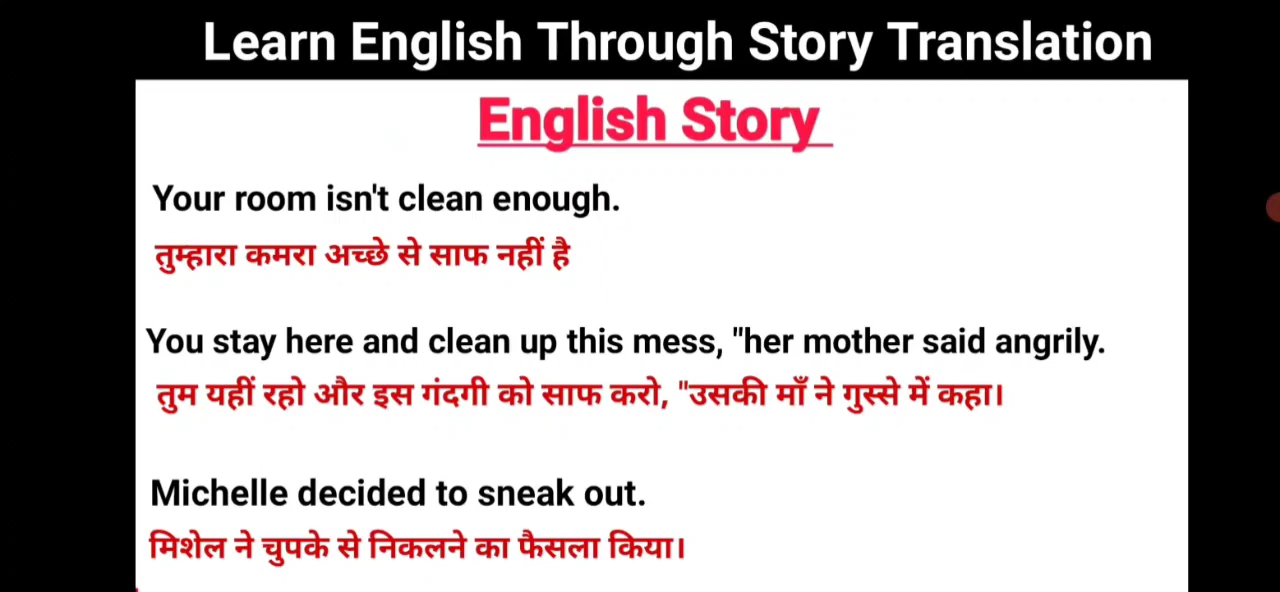 Learn English Through Story Translation
English Story
Your room isn't clean enough.
तुम्हारा कमरा अच्छे से साफ नहीं है
You stay here and clean up this mess, "her mother said angrily.
तुम यहीं रहो और इस गंदगी को साफ करो, "उसकी माँ ने गुस्से में कहा।
Michelle decided to sneak out.
मिशेल ने चुपके से निकलने का फैसला किया।